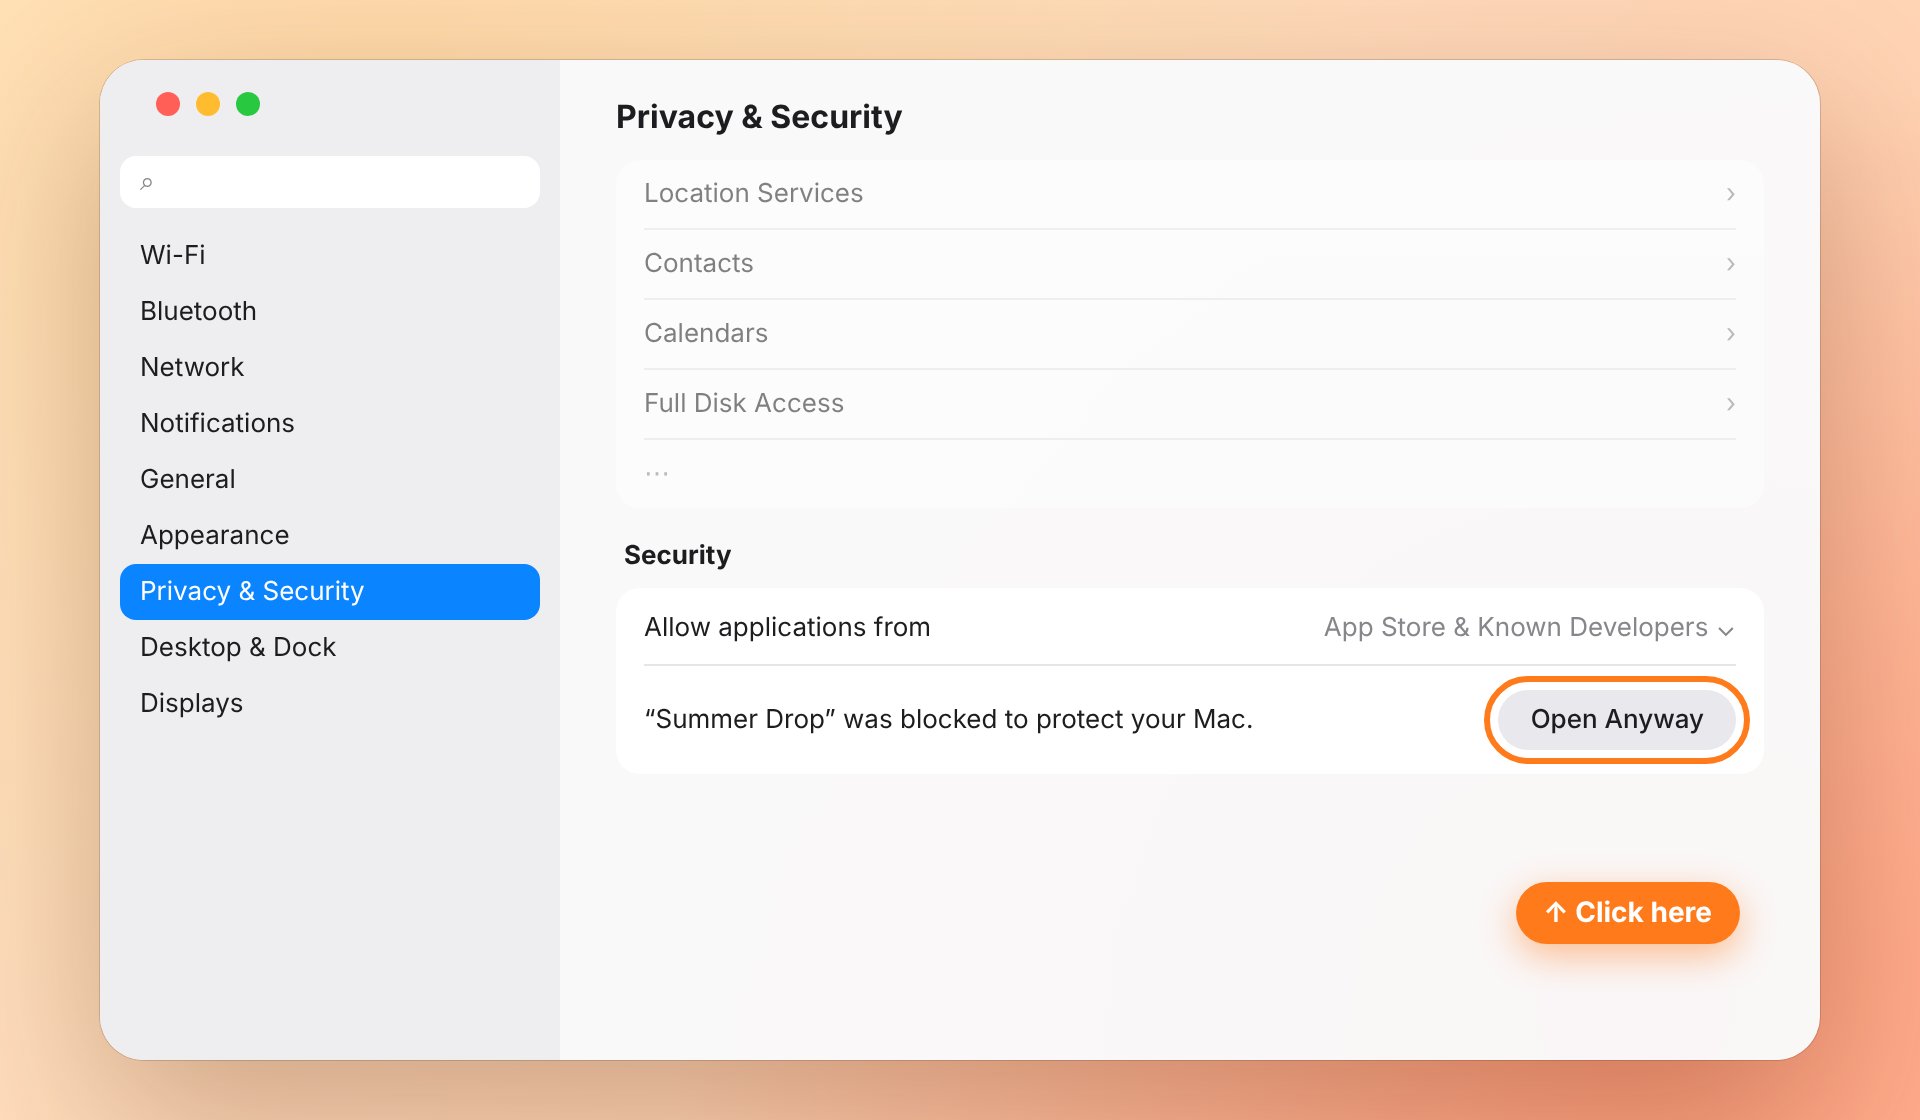 Privacy & Security
Wi-Fi
Bluetooth
Network
Notifications
General
Appearance
Privacy & Security
Desktop & Dock
Displays
Location Services
Contacts
Calendars
Full Disk Access
...
Security
Allow applications from App Store & Known Developers
“Summer Drop” was blocked to protect your Mac. Open Anyway
↑ Click here